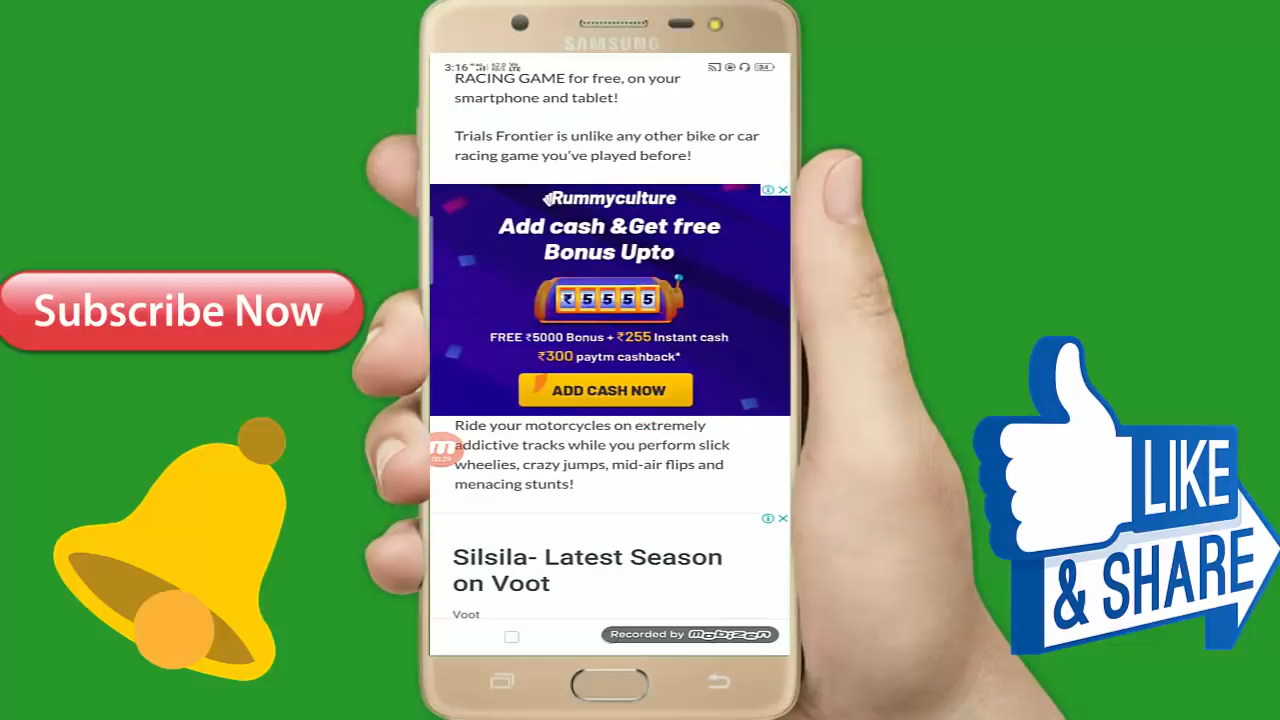 SAMSUNG
3:16
34
RACING GAME for free, on your
smartphone and tablet!
Trials Frontier is unlike any other bike or car
racing game you’ve played before!
Rummyculture
Add cash &Get free
Bonus Upto
₹5555
FREE ₹5000 Bonus + ₹255 Instant cash
₹300 paytm cashback*
ADD CASH NOW
Ride your motorcycles on extremely
addictive tracks while you perform slick
wheelies, crazy jumps, mid-air flips and
menacing stunts!
Silsila- Latest Season
on Voot
Voot
Recorded by mobizen
Subscribe Now
LIKE
& SHARE